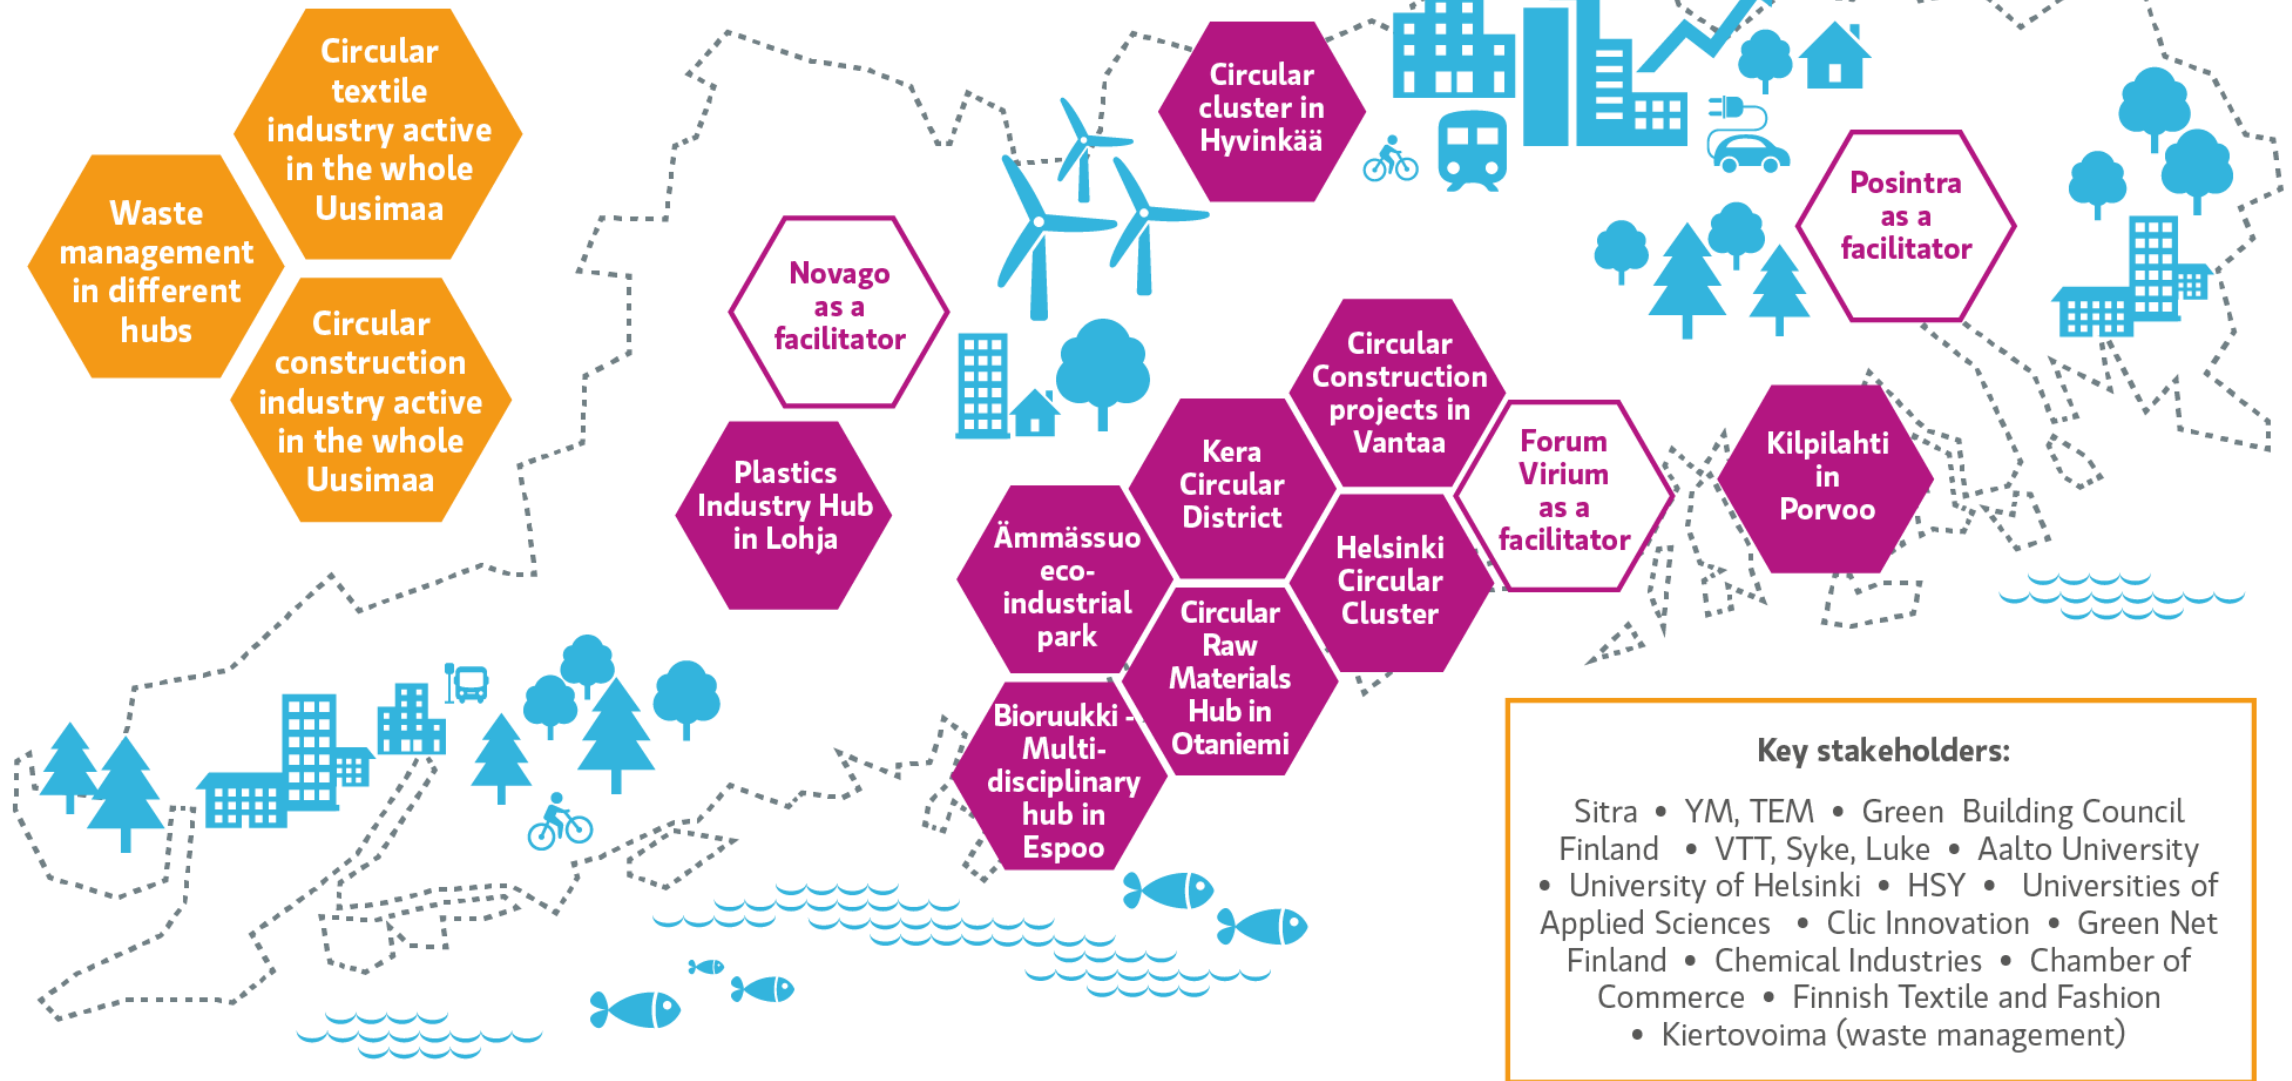 Circular
textile
industry active
in the whole
Uusimaa
Waste
management
in different
hubs
Circular
construction
industry active
in the whole
Uusimaa
Circular
cluster in
Hyvinkää
Posintra
as a
facilitator
Novago
as a
facilitator
Plastics
Industry Hub
in Lohja
Circular
Construction
projects in
Vantaa
Kera
Circular
District
Forum
Virium
as a
facilitator
Kilpilahti
in
Porvoo
Ämmässuo
eco-
industrial
park
Helsinki
Circular
Cluster
Circular
Raw
Materials
Hub in
Otaniemi
Bioruukki -
Multi-
disciplinary
hub in
Espoo
Key stakeholders:
Sitra • YM, TEM • Green Building Council
Finland • VTT, Syke, Luke • Aalto University
• University of Helsinki • HSY • Universities of
Applied Sciences • Clic Innovation • Green Net
Finland • Chemical Industries • Chamber of
Commerce • Finnish Textile and Fashion
• Kiertovoima (waste management)